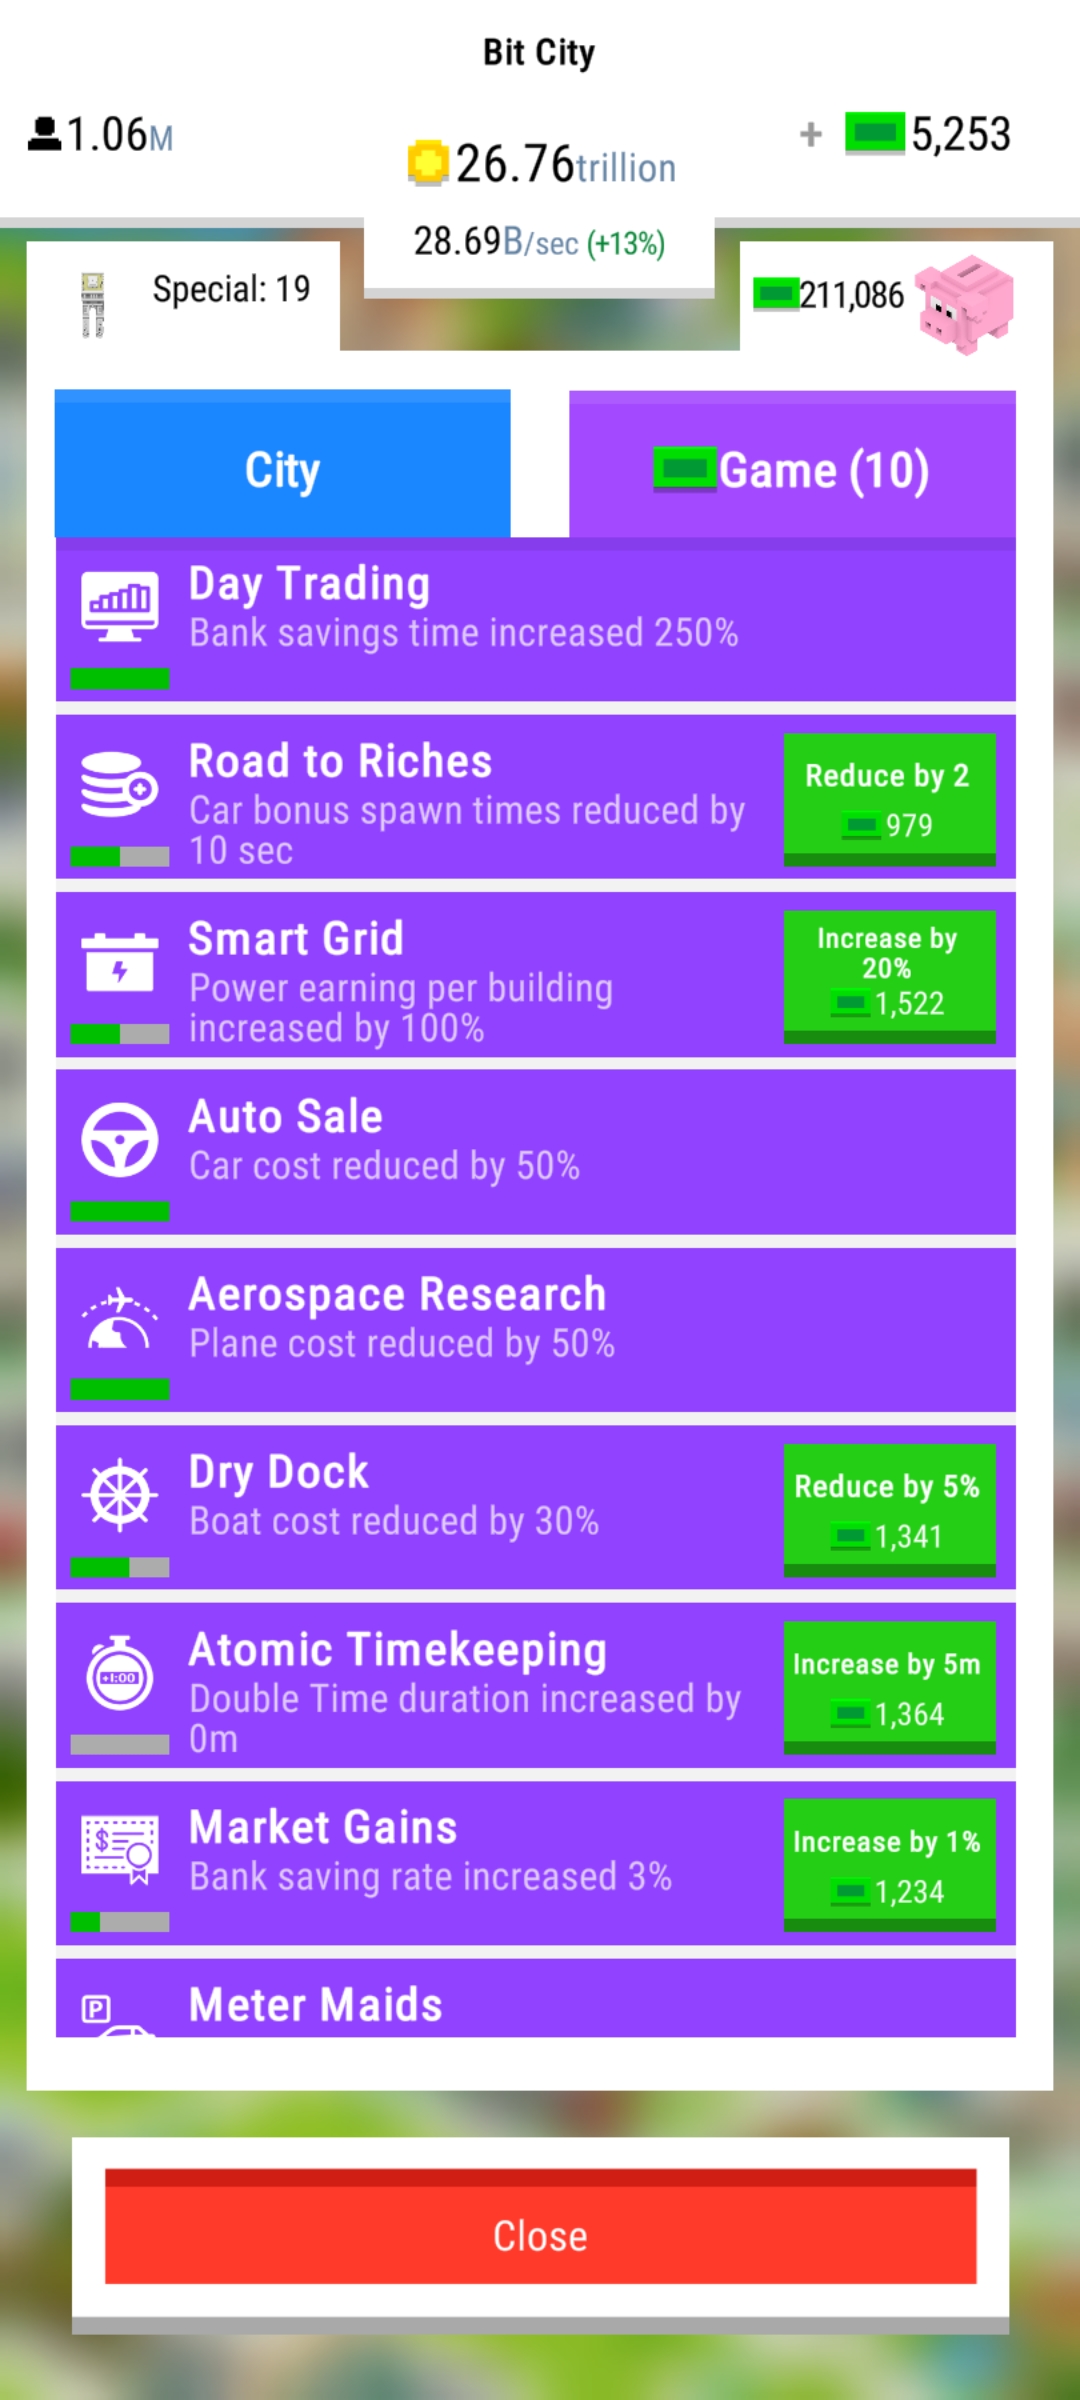 Bit City
1.06M
26.76trillion
+ 5,253
28.69B/sec (+13%)
Special: 19
211,086
City
Game (10)
Day Trading
Bank savings time increased 250%
Road to Riches
Car bonus spawn times reduced by
10 sec
Reduce by 2
979
Smart Grid
Power earning per building
increased by 100%
Increase by
20%
1,522
Auto Sale
Car cost reduced by 50%
Aerospace Research
Plane cost reduced by 50%
Dry Dock
Boat cost reduced by 30%
Reduce by 5%
1,341
+1:00
Atomic Timekeeping
Double Time duration increased by
0m
Increase by 5m
1,364
$
Market Gains
Bank saving rate increased 3%
Increase by 1%
1,234
P
Meter Maids
Close